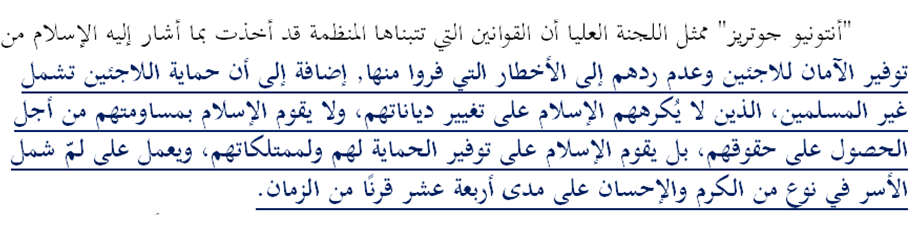 "أنتونيو جوتريز" ممثل اللجنة العليا أن القوانين التي تتبناها المنظمة قد أخذت بما أشار إليه الإسلام من
توفير الآمان للاجئين وعدم ردهم إلى الأخطار التي فروا منها, إضافة إلى أن حماية اللاجئين تشمل
غير المسلمين، الذين لا يُكرههم الإسلام على تغيير دياناتهم، ولا يقوم الإسلام بمساومتهم من أجل
الحصول على حقوقهم، بل يقوم الإسلام على توفير الحماية لهم ولممتلكاتهم، ويعمل على لمّ شمل
الأسر في نوع من الكرم والإحسان على مدى أربعة عشر قرنًا من الزمان.